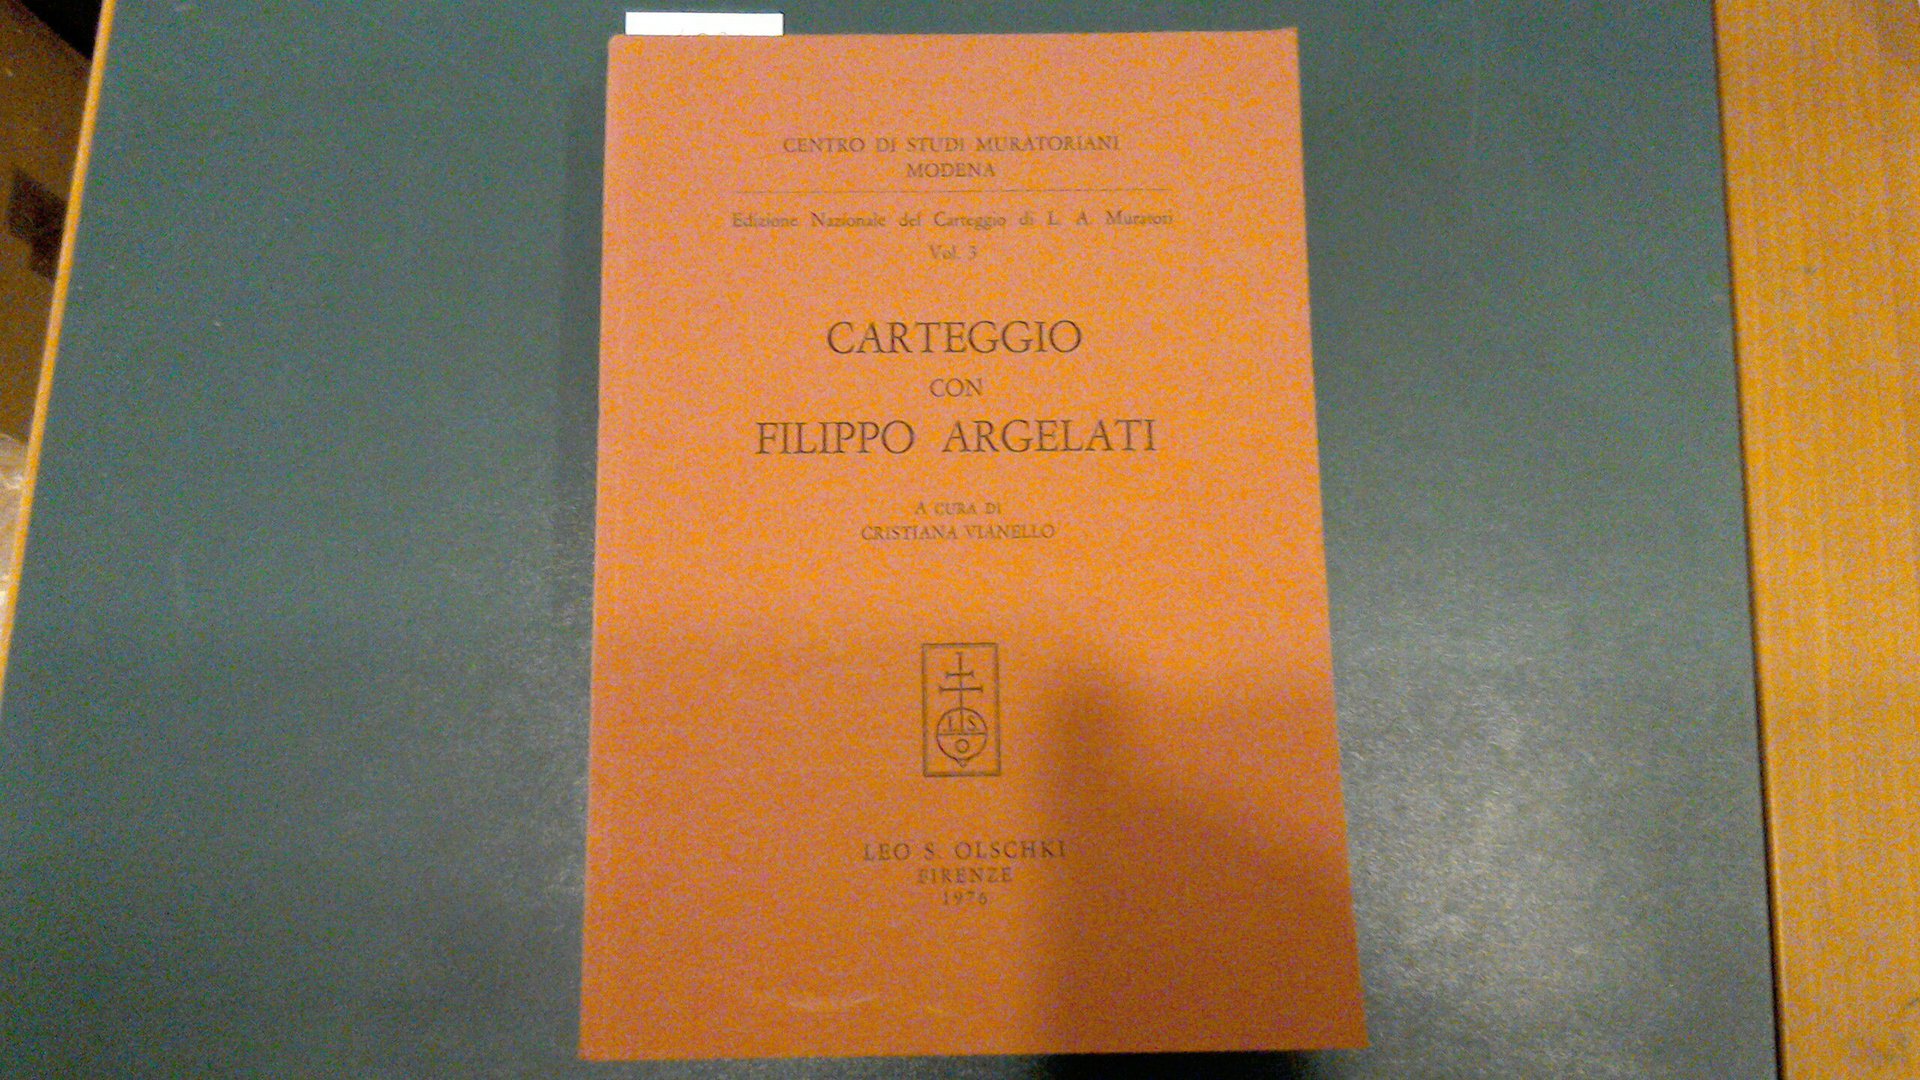 CENTRO DI STUDI MURATORIANI
MODENA
Edizione Nazionale del Carteggio di L. A. Muratori
Vol. 3
CARTEGGIO
CON
FILIPPO ARGELATI
A CURA DI
CRISTIANA VIANELLO
L S
O
LEO S. OLSCHKI
FIRENZE
1976